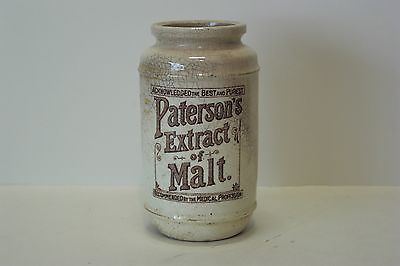 ACKNOWLEDGED THE BEST AND PUREST
Paterson's
Extract
of
Malt.
RECOMMENDED BY THE MEDICAL PROFESSION